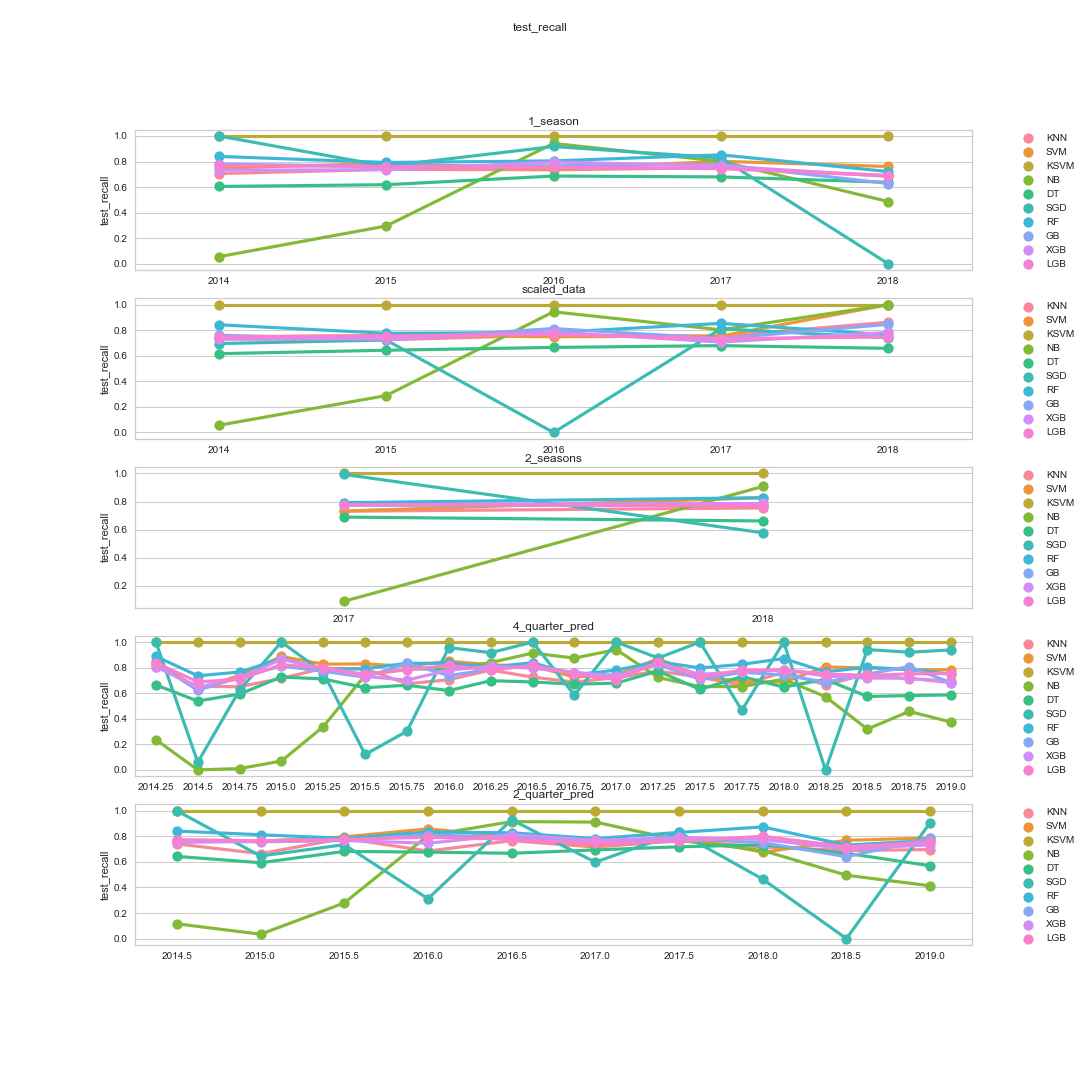 test_recall
1_season
test_recall
1.0
0.8
0.6
0.4
0.2
0.0
2014 2015 2016 2017 2018
KNN
SVM
KSVM
NB
DT
SGD
RF
GB
XGB
LGB
scaled_data
test_recall
1.0
0.8
0.6
0.4
0.2
0.0
2014 2015 2016 2017 2018
KNN
SVM
KSVM
NB
DT
SGD
RF
GB
XGB
LGB
2_seasons
test_recall
1.0
0.8
0.6
0.4
0.2
2017 2018
KNN
SVM
KSVM
NB
DT
SGD
RF
GB
XGB
LGB
4_quarter_pred
test_recall
1.0
0.8
0.6
0.4
0.2
0.0
2014.25 2014.5 2014.75 2015.0 2015.25 2015.5 2015.75 2016.0 2016.25 2016.5 2016.75 2017.0 2017.25 2017.5 2017.75 2018.0 2018.25 2018.5 2018.75 2019.0
KNN
SVM
KSVM
NB
DT
SGD
RF
GB
XGB
LGB
2_quarter_pred
test_recall
1.0
0.8
0.6
0.4
0.2
0.0
2014.5 2015.0 2015.5 2016.0 2016.5 2017.0 2017.5 2018.0 2018.5 2019.0
KNN
SVM
KSVM
NB
DT
SGD
RF
GB
XGB
LGB